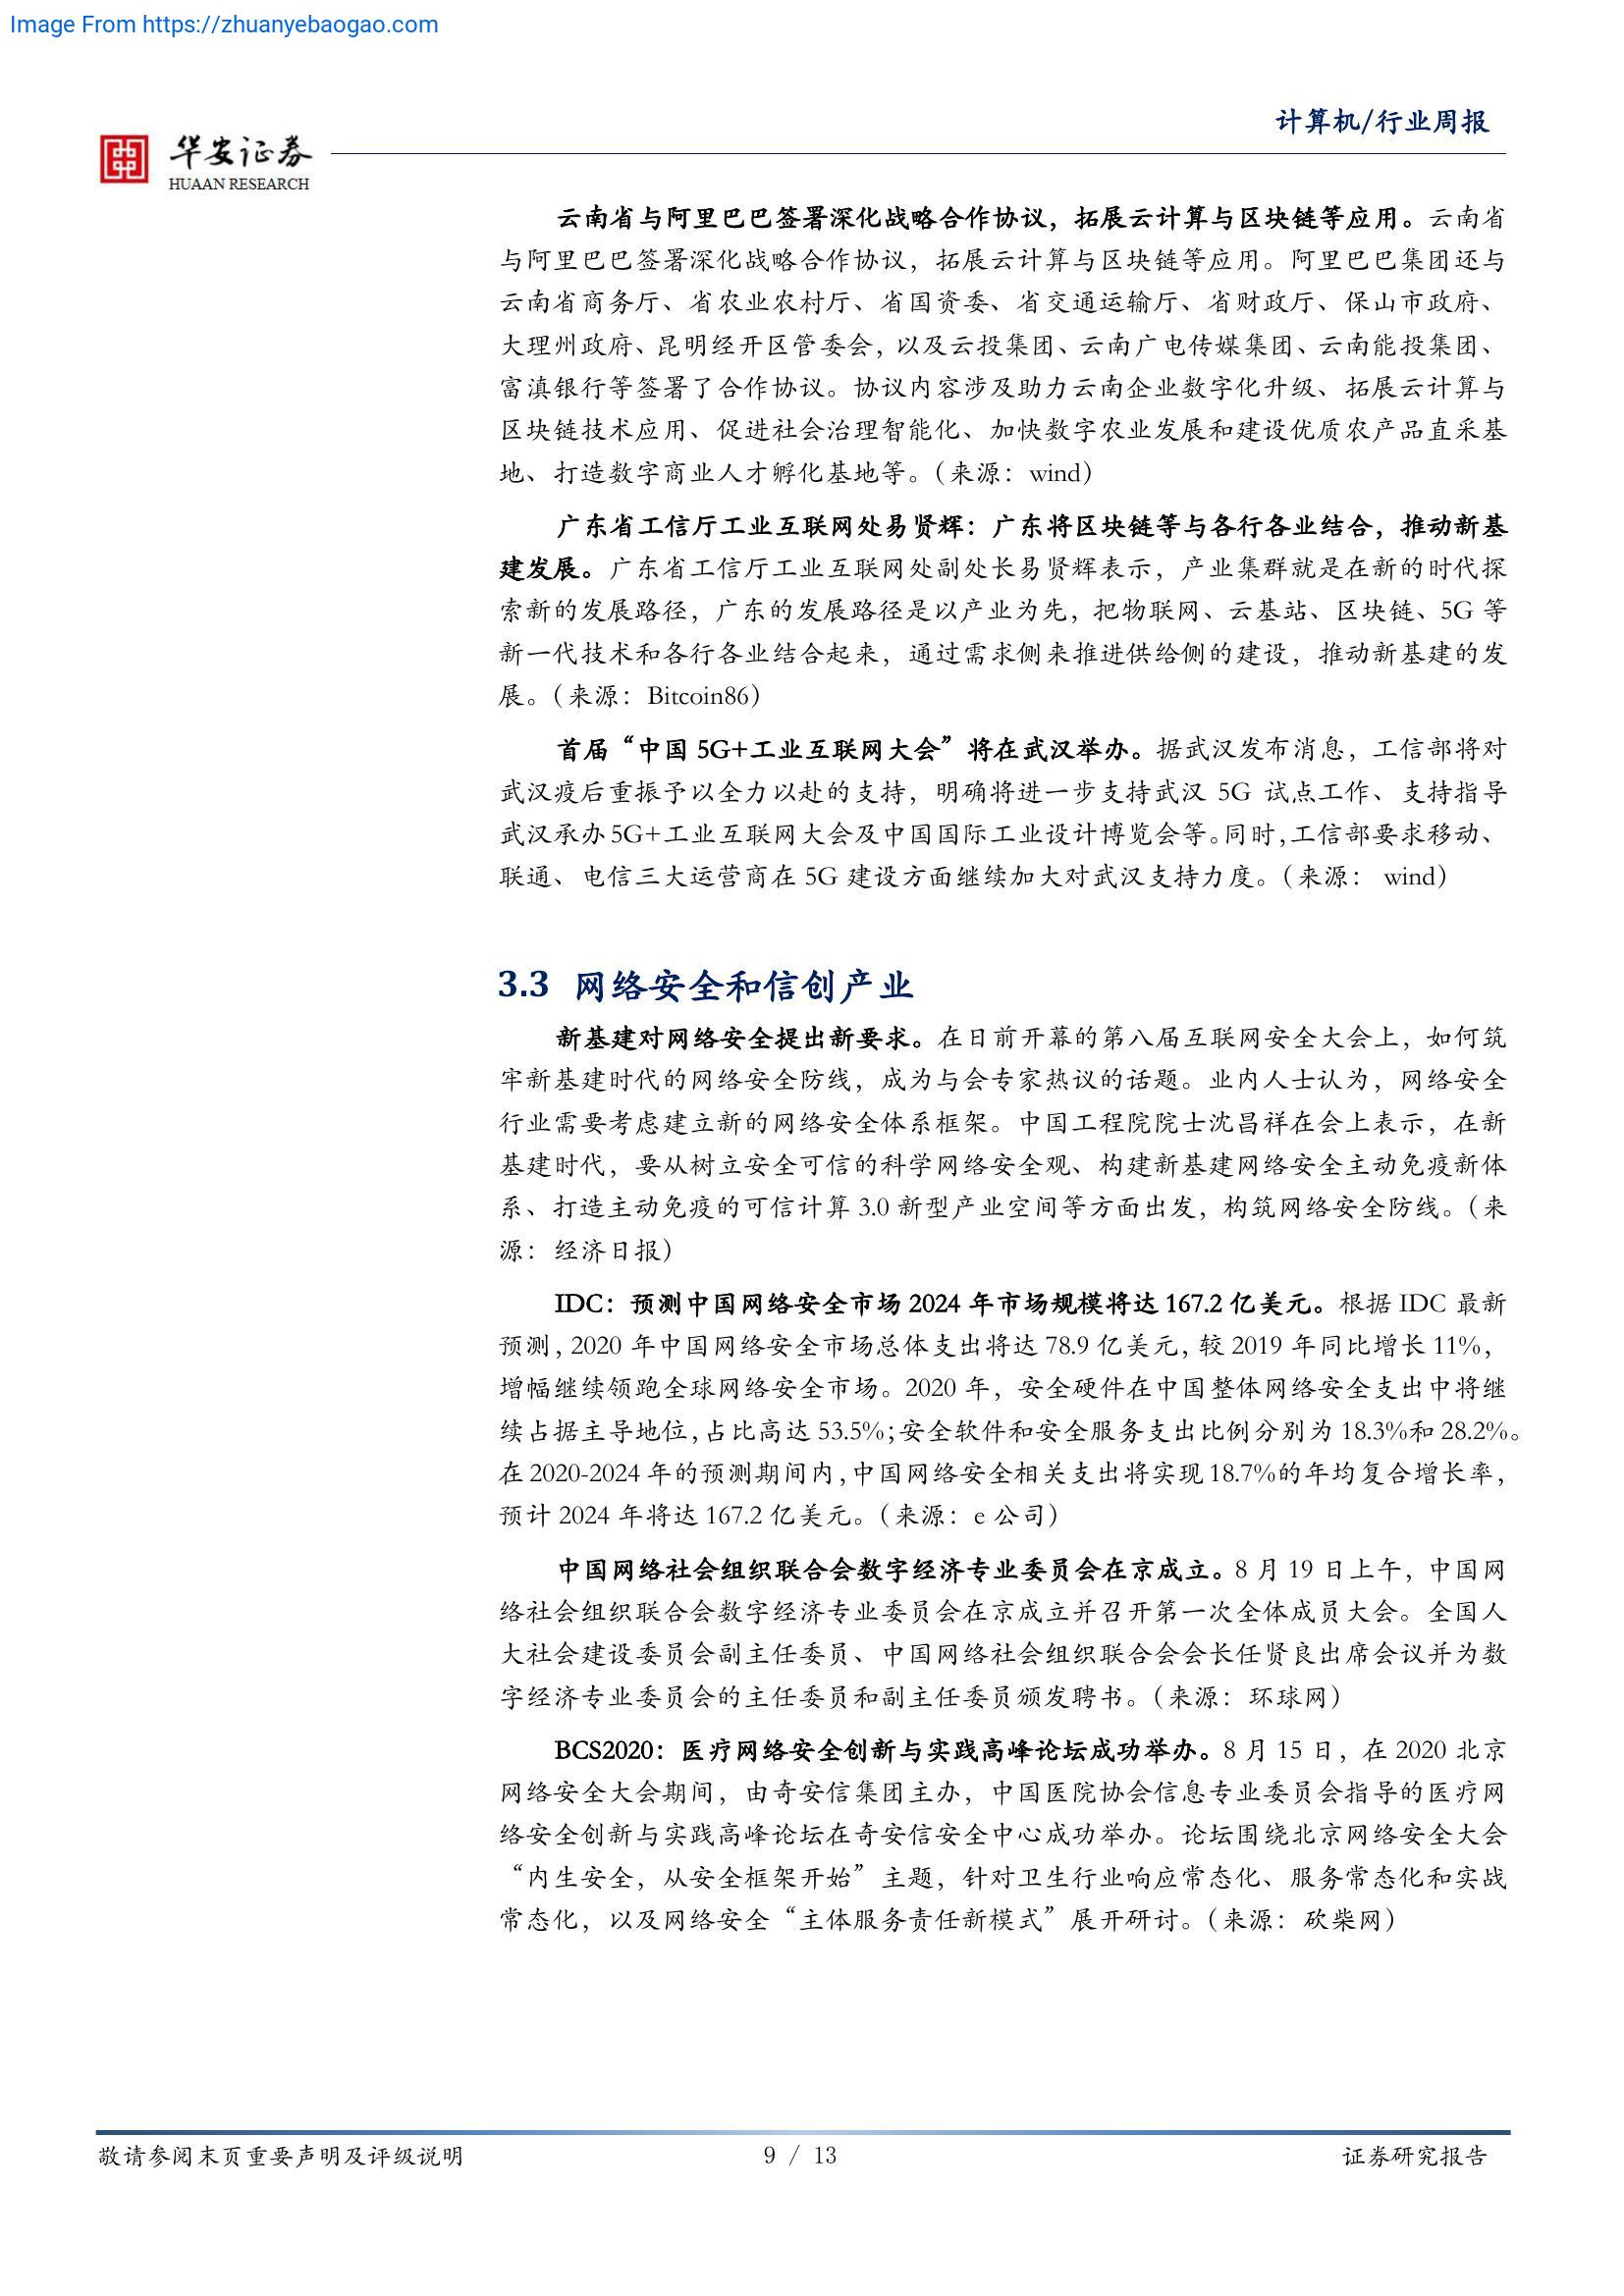 Image From https://zhuanyebaogao.com
计算机/行业周报
华安证券
HUAAN RESEARCH
云南省与阿里巴巴签署深化战略合作协议，拓展云计算与区块链等应用。云南省
与阿里巴巴签署深化战略合作协议，拓展云计算与区块链等应用。阿里巴巴集团还与
云南省商务厅、省农业农村厅、省国资委、省交通运输厅、省财政厅、保山市政府、
大理州政府、昆明经开区管委会，以及云投集团、云南广电传媒集团、云南能投集团、
富滇银行等签署了合作协议。协议内容涉及助力云南企业数字化升级、拓展云计算与
区块链技术应用、促进社会治理智能化、加快数字农业发展和建设优质农产品直采基
地、打造数字商业人才孵化基地等。（来源：wind）
广东省工信厅工业互联网处易贤辉：广东将区块链等与各行各业结合，推动新基
建发展。广东省工信厅工业互联网处副处长易贤辉表示，产业集群就是在新的时代探
索新的发展路径，广东的发展路径是以产业为先，把物联网、云基站、区块链、5G 等
新一代技术和各行各业结合起来，通过需求侧来推进供给侧的建设，推动新基建的发
展。（来源：Bitcoin86）
首届“中国 5G+工业互联网大会”将在武汉举办。据武汉发布消息，工信部将对
武汉疫后重振予以全力以赴的支持，明确将进一步支持武汉 5G 试点工作、支持指导
武汉承办 5G+工业互联网大会及中国国际工业设计博览会等。同时，工信部要求移动、
联通、电信三大运营商在 5G 建设方面继续加大对武汉支持力度。（来源： wind）
3.3 网络安全和信创产业
新基建对网络安全提出新要求。在日前开幕的第八届互联网安全大会上，如何筑
牢新基建时代的网络安全防线，成为与会专家热议的话题。业内人士认为，网络安全
行业需要考虑建立新的网络安全体系框架。中国工程院院士沈昌祥在会上表示，在新
基建时代，要从树立安全可信的科学网络安全观、构建新基建网络安全主动免疫新体
系、打造主动免疫的可信计算 3.0 新型产业空间等方面出发，构筑网络安全防线。（来
源：经济日报）
IDC：预测中国网络安全市场 2024 年市场规模将达 167.2 亿美元。根据 IDC 最新
预测，2020 年中国网络安全市场总体支出将达 78.9 亿美元，较 2019 年同比增长 11%，
增幅继续领跑全球网络安全市场。2020 年，安全硬件在中国整体网络安全支出中将继
续占据主导地位，占比高达 53.5%；安全软件和安全服务支出比例分别为 18.3%和 28.2%。
在 2020-2024 年的预测期间内，中国网络安全相关支出将实现 18.7%的年均复合增长率，
预计 2024 年将达 167.2 亿美元。（来源：e 公司）
中国网络社会组织联合会数字经济专业委员会在京成立。8 月 19 日上午，中国网
络社会组织联合会数字经济专业委员会在京成立并召开第一次全体成员大会。全国人
大社会建设委员会副主任委员、中国网络社会组织联合会会长任贤良出席会议并为数
字经济专业委员会的主任委员和副主任委员颁发聘书。（来源：环球网）
BCS2020：医疗网络安全创新与实践高峰论坛成功举办。8 月 15 日，在 2020 北京
网络安全大会期间，由奇安信集团主办，中国医院协会信息专业委员会指导的医疗网
络安全创新与实践高峰论坛在奇安信安全中心成功举办。论坛围绕北京网络安全大会
“内生安全，从安全框架开始”主题，针对卫生行业响应常态化、服务常态化和实战
常态化，以及网络安全“主体服务责任新模式”展开研讨。（来源：砍柴网）
敬请参阅末页重要声明及评级说明
9 / 13
证券研究报告